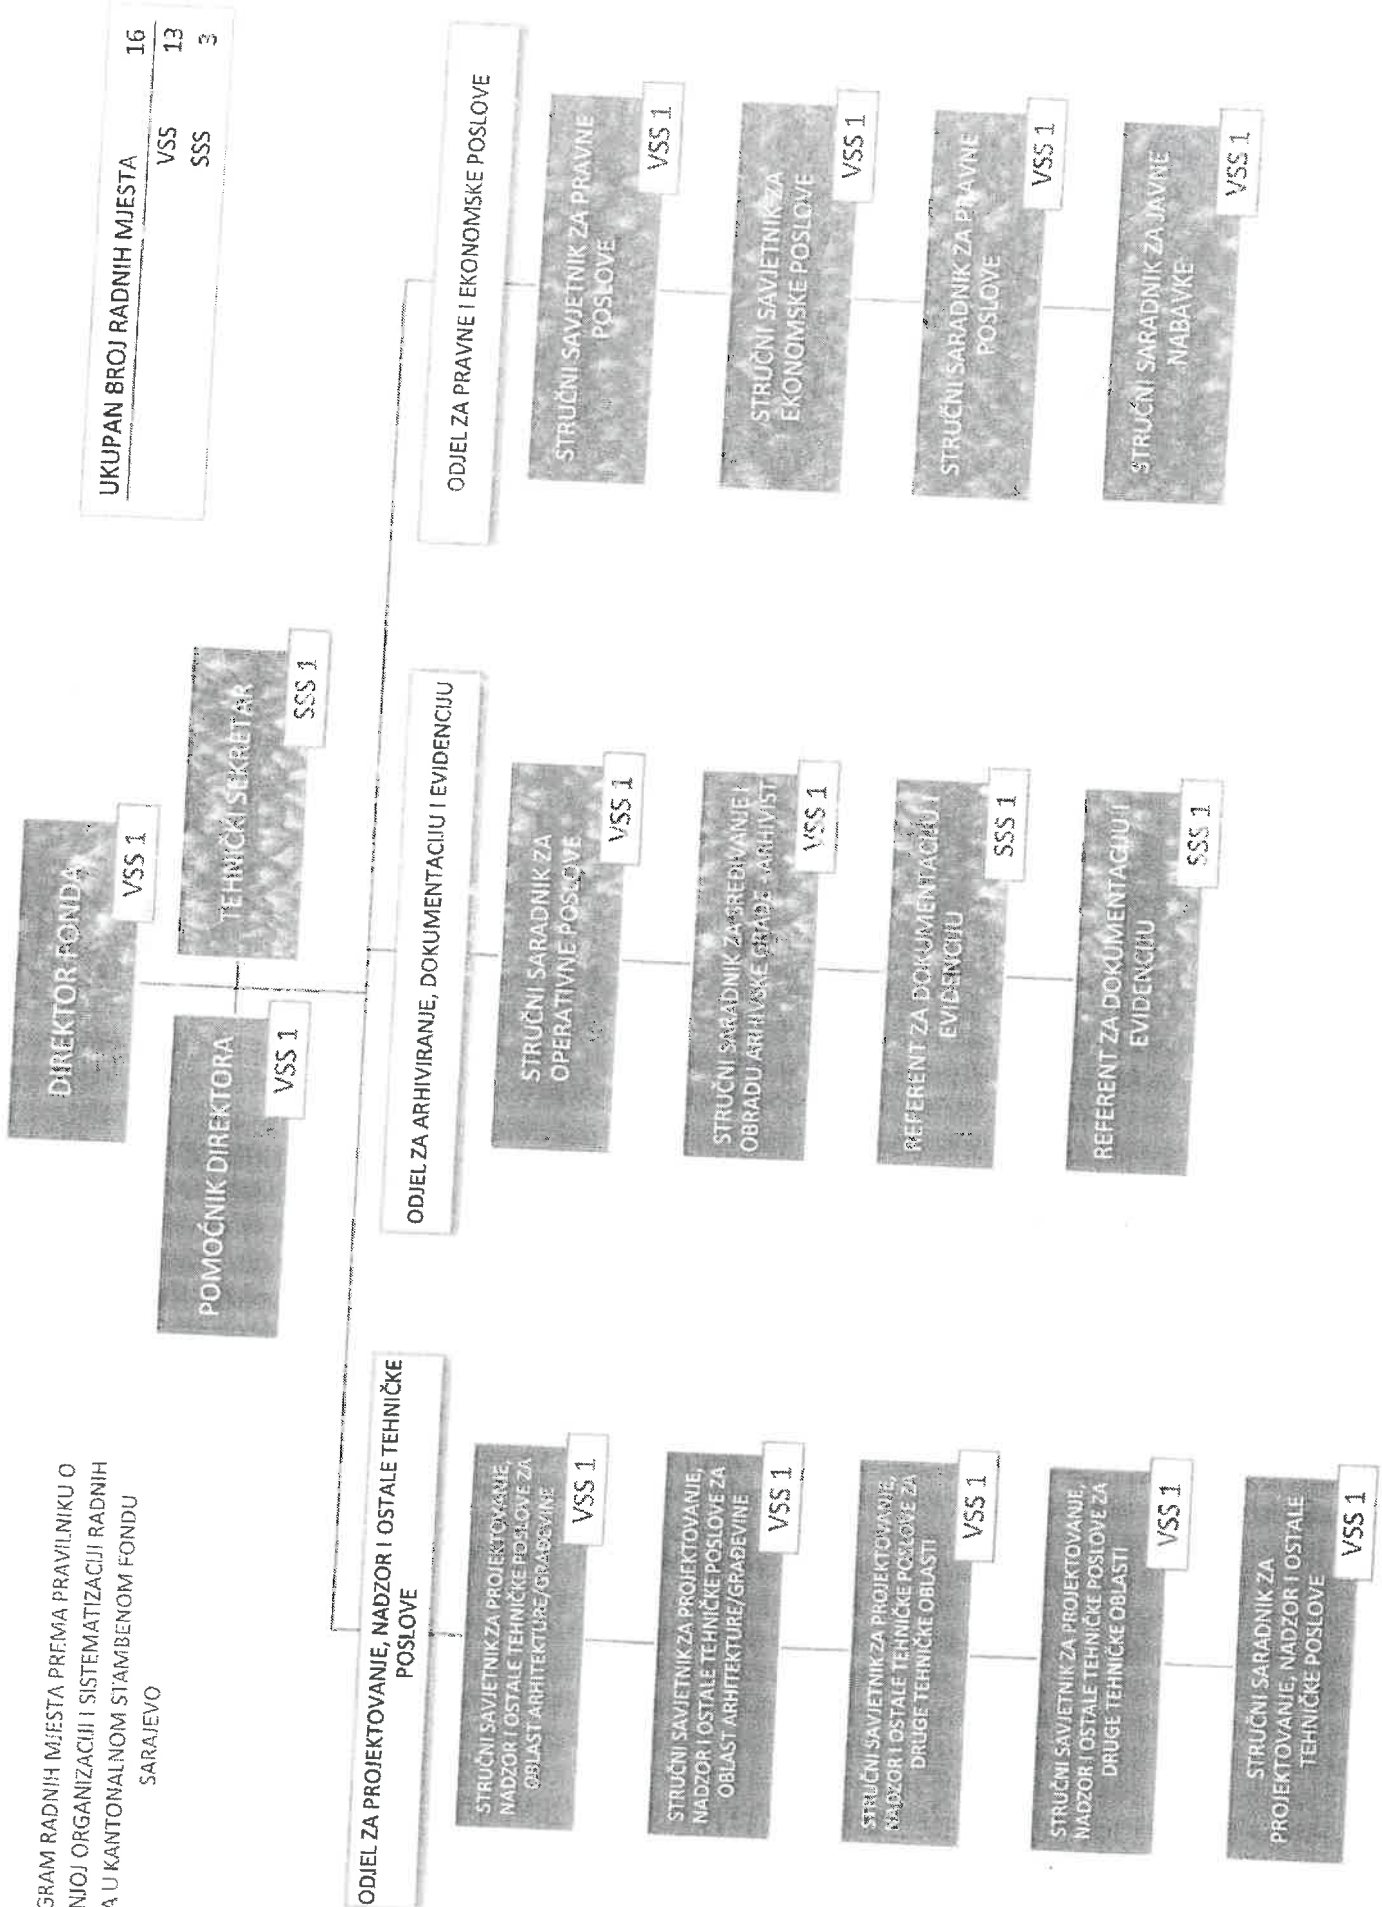 GRAM RADNIH MJESTA PREMA PRAVILNIKU O
NJOJ ORGANIZACIJI I SISTEMATIZACIJI RADNIH
A U KANTONALNOM STAMBENOM FONDU
SARAJEVO
UKUPAN BROJ RADNIH MJESTA 16
VSS 13
SSS 3
DIREKTOR FONDA
VSS 1
POMOĆNIK DIREKTORA
VSS 1
TEHNIČKI SEKRETAR
SSS 1
ODJEL ZA PROJEKTOVANJE, NADZOR I OSTALE TEHNIČKE
POSLOVE
STRUČNI SAVJETNIK ZA PROJEKTOVANJE,
NADZOR I OSTALE TEHNIČKE POSLOVE ZA
OBLAST ARHITEKTURE/GRAĐEVINE
VSS 1
STRUČNI SAVJETNIK ZA PROJEKTOVANJE,
NADZOR I OSTALE TEHNIČKE POSLOVE ZA
OBLAST ARHITEKTURE/GRAĐEVINE
VSS 1
STRUČNI SAVJETNIK ZA PROJEKTOVANJE,
NADZOR I OSTALE TEHNIČKE POSLOVE ZA
DRUGE TEHNIČKE OBLASTI
VSS 1
STRUČNI SAVJETNIK ZA PROJEKTOVANJE,
NADZOR I OSTALE TEHNIČKE POSLOVE ZA
DRUGE TEHNIČKE OBLASTI
VSS 1
STRUČNI SARADNIK ZA
PROJEKTOVANJE, NADZOR I OSTALE
TEHNIČKE POSLOVE
VSS 1
ODJEL ZA ARHIVIRANJE, DOKUMENTACIJU I EVIDENCIJU
STRUČNI SARADNIK ZA
OPERATIVNE POSLOVE
VSS 1
STRUČNI SARADNIK ZA SREĐIVANJE I
OBRADU ARHIVSKE GRAĐE - ARHIVIST
VSS 1
REFERENT ZA DOKUMENTACIJU I
EVIDENCIJU
SSS 1
REFERENT ZA DOKUMENTACIJU I
EVIDENCIJU
SSS 1
ODJEL ZA PRAVNE I EKONOMSKE POSLOVE
STRUČNI SAVJETNIK ZA PRAVNE
POSLOVE
VSS 1
STRUČNI SAVJETNIK ZA
EKONOMSKE POSLOVE
VSS 1
STRUČNI SARADNIK ZA PRAVNE
POSLOVE
VSS 1
STRUČNI SARADNIK ZA JAVNE
NABAVKE
VSS 1